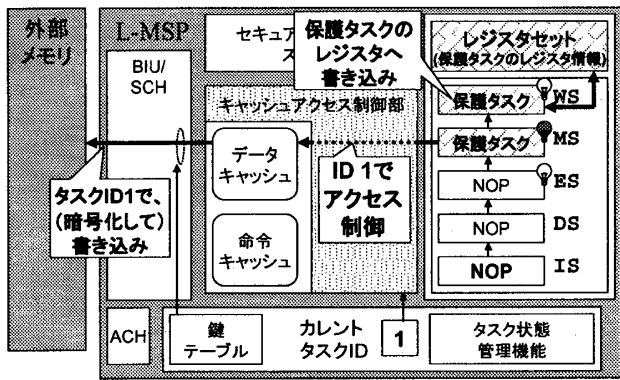 外部
メモリ
L-MSP
BIU/
SCH
セキュア
保護タスクの
レジスタへ
書き込み
レジスタセット
(保護タスクのレジスタ情報)
キャッシュアクセス制御部
保護タスク
WS
保護タスク
MS
データ
キャッシュ
ID 1で
アクセス
制御
NOP
ES
タスクID1で、
(暗号化して)
書き込み
NOP
DS
命令
キャッシュ
NOP
IS
ACH
鍵
テーブル
カレント
タスクID
1
タスク状態
管理機能